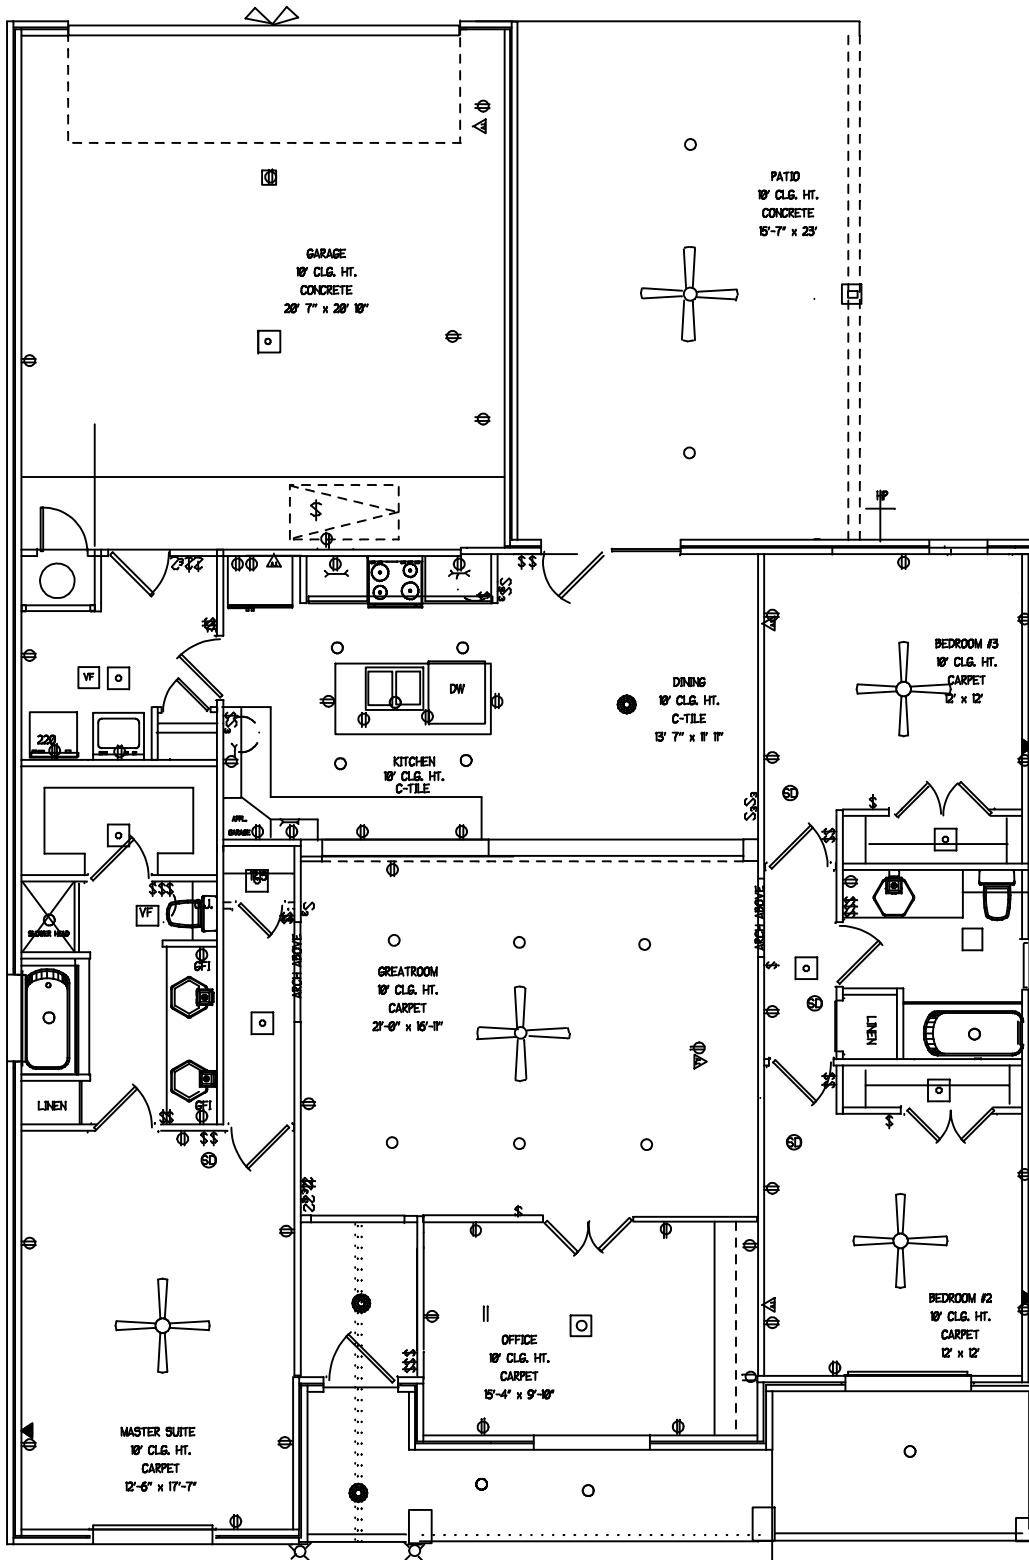 PATIO
10' CLG. HT.
CONCRETE
15'-7" x 23'
GARAGE
10' CLG. HT.
CONCRETE
20' 7" x 20' 10"
HP
BEDROOM #3
10' CLG. HT.
CARPET
12' x 12'
DINING
10' CLG. HT.
C-TILE
13' 7" x 11' 11"
VF
DW
220
KITCHEN
10' CLG. HT.
C-TILE
SD
APPL.
GARAGE
VF
SHOWER HEAD
ARCH ABOVE
ARCH ABOVE
GFI
GREATROOM
10' CLG. HT.
CARPET
21'-0" x 16'-11"
SD
LINEN
GFI
LINEN
SD
SD
BEDROOM #2
10' CLG. HT.
CARPET
12' x 12'
OFFICE
10' CLG. HT.
CARPET
15'-4" x 9'-10"
MASTER SUITE
10' CLG. HT.
CARPET
12'-6" x 17'-7"